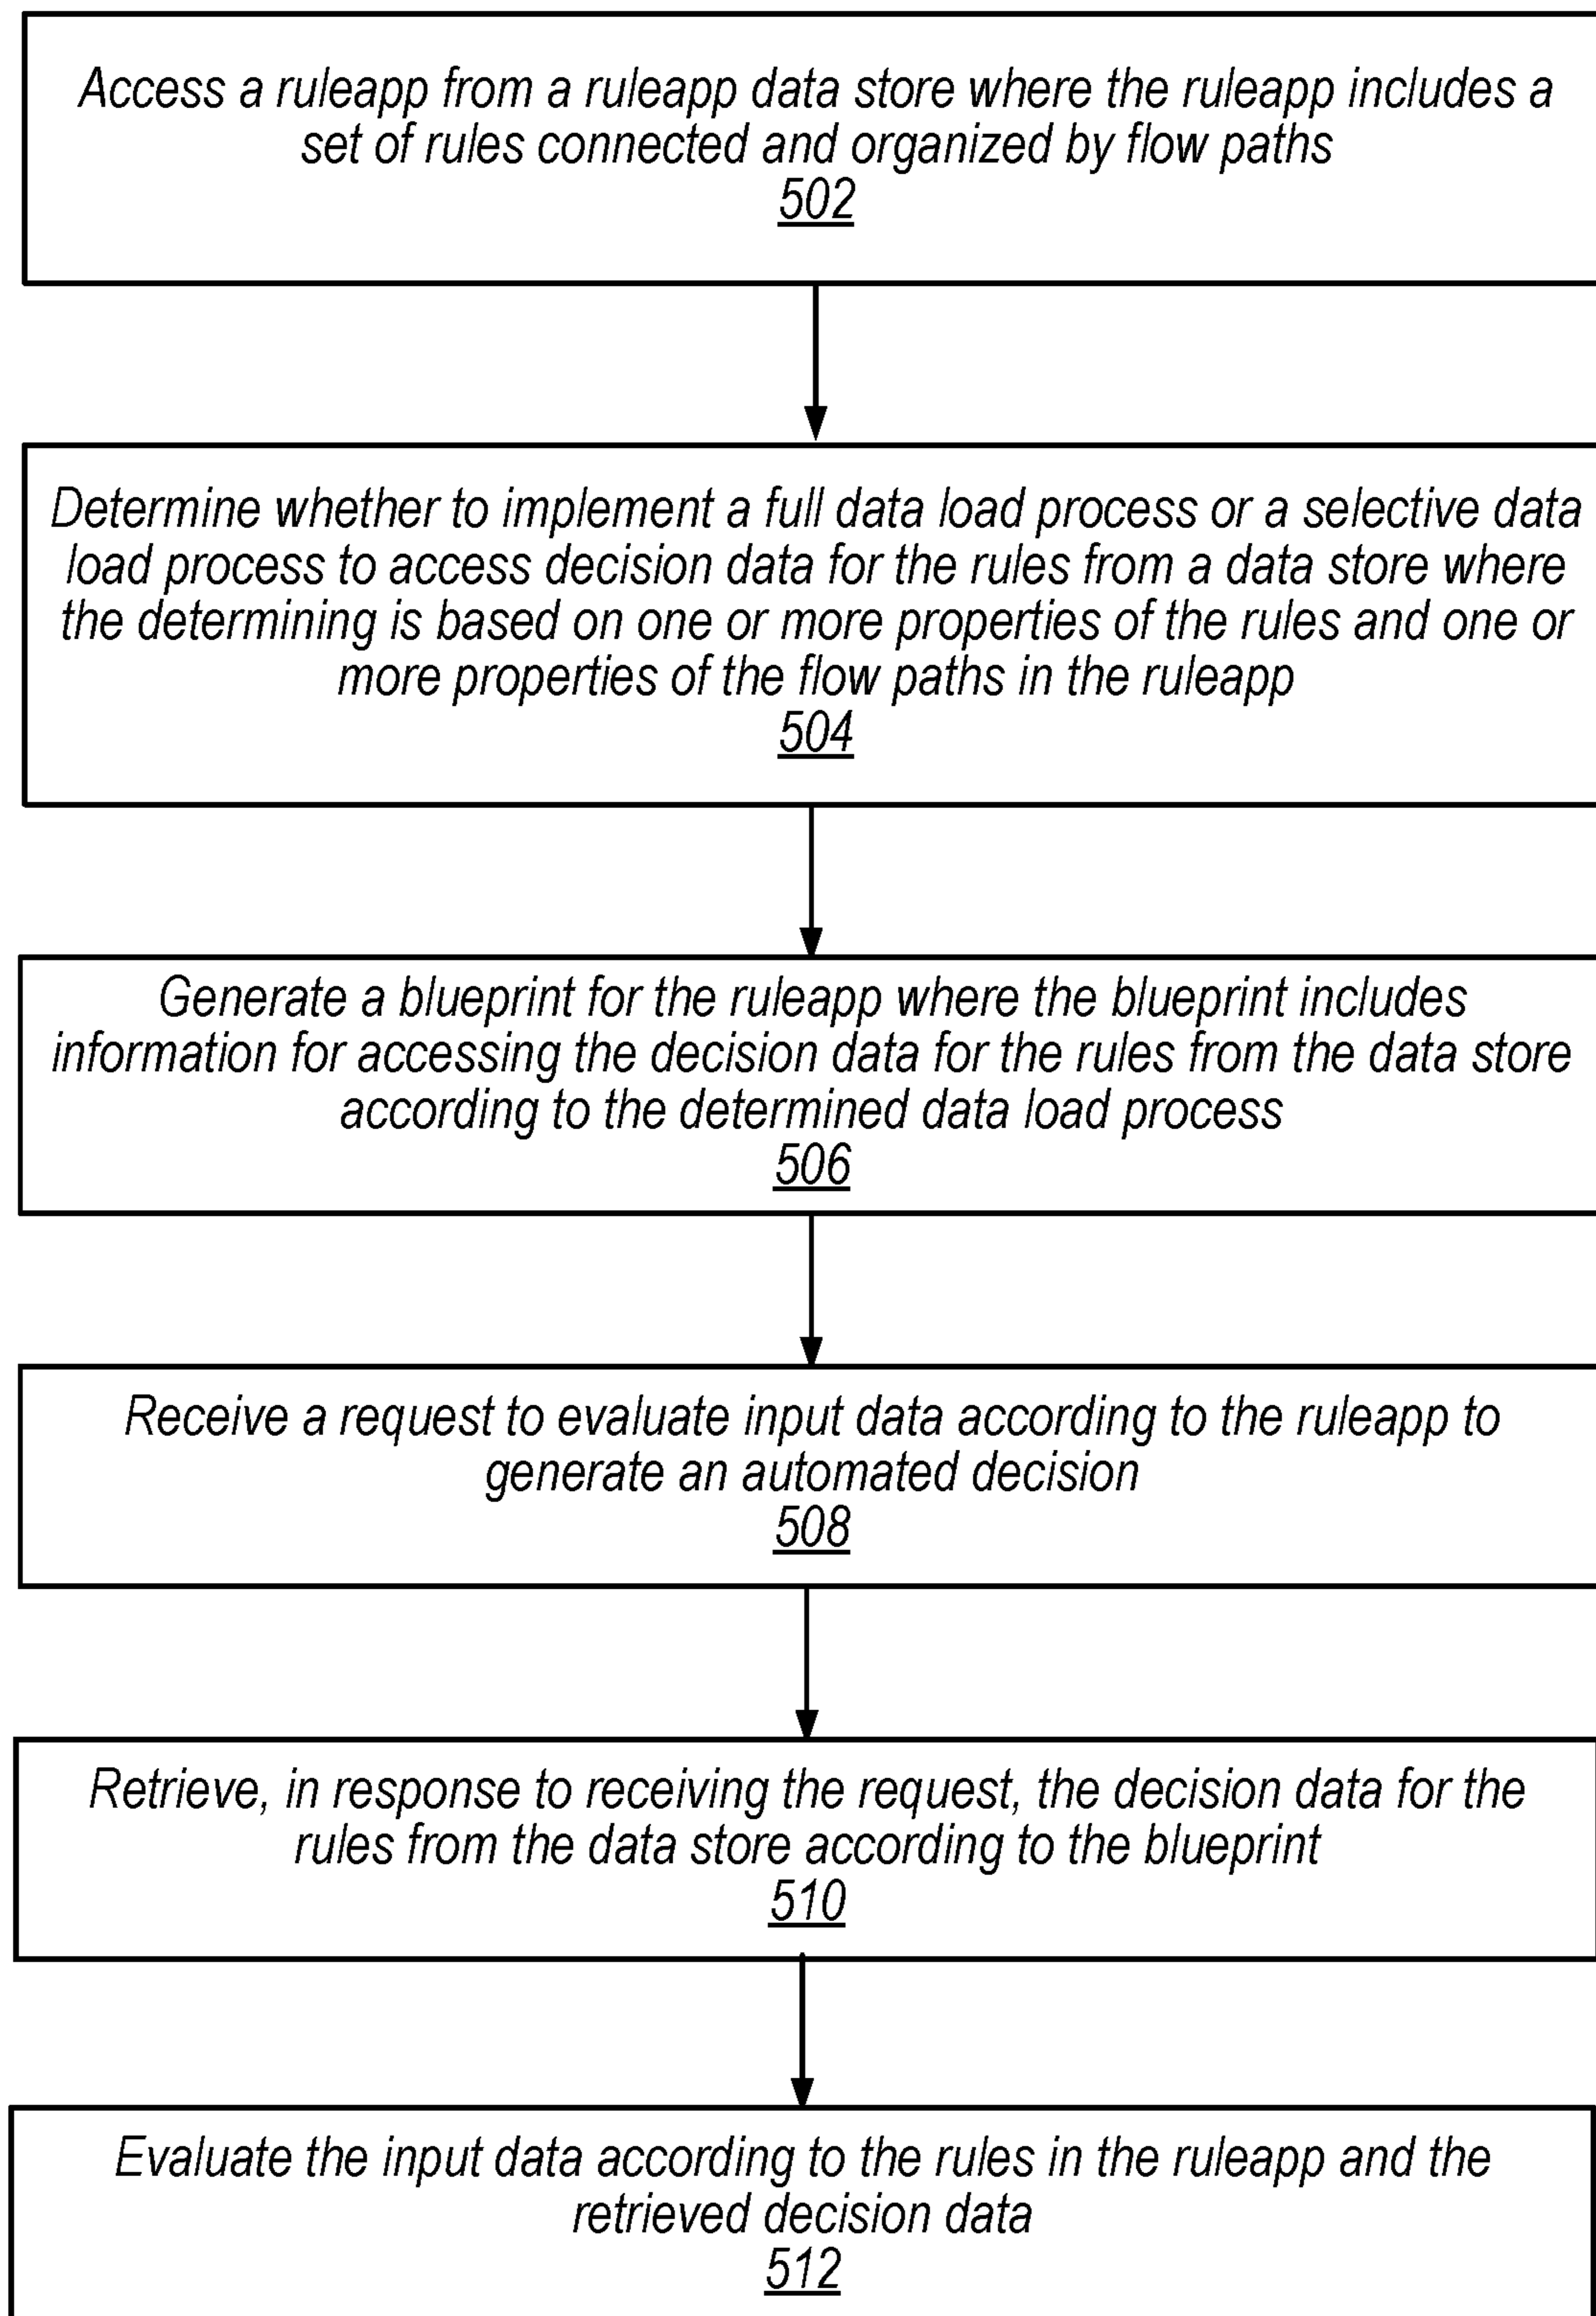 Access a ruleapp from a ruleapp data store where the ruleapp includes a
set of rules connected and organized by flow paths
502
Determine whether to implement a full data load process or a selective data
load process to access decision data for the rules from a data store where
the determining is based on one or more properties of the rules and one or
more properties of the flow paths in the ruleapp
504
Generate a blueprint for the ruleapp where the blueprint includes
information for accessing the decision data for the rules from the data store
according to the determined data load process
506
Receive a request to evaluate input data according to the ruleapp to
generate an automated decision
508
Retrieve, in response to receiving the request, the decision data for the
rules from the data store according to the blueprint
510
Evaluate the input data according to the rules in the ruleapp and the
retrieved decision data
512